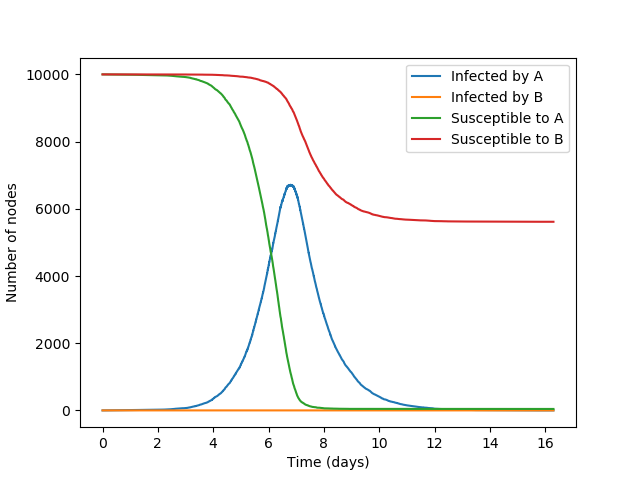 Number of nodes
10000
8000
6000
4000
2000
0
Infected by A
Infected by B
Susceptible to A
Susceptible to B
0 2 4 6 8 10 12 14 16
Time (days)